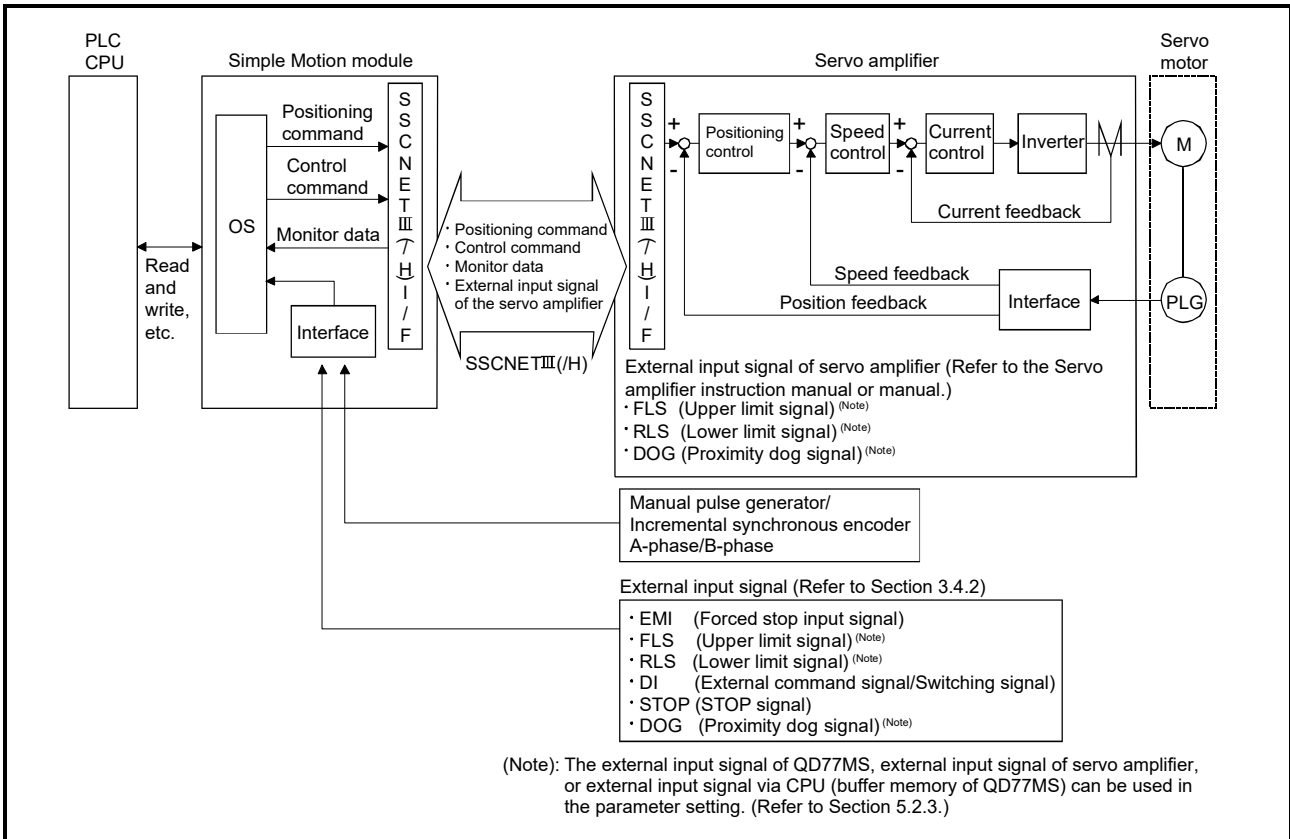 PLC
CPU
Simple Motion module
Servo amplifier
Servo
motor
Positioning
command
Control
command
Monitor data
OS
Interface
SSCNETⅢ(/H)I/F
Read
and
write,
etc.
· Positioning command
· Control command
· Monitor data
· External input signal
of the servo amplifier
SSCNETⅢ(/H)
SSCNETⅢ(/H)I/F
+
-
Positioning
control
+
-
Speed
control
+
-
Current
control
Inverter
M
Current feedback
Speed feedback
Position feedback
Interface
PLG
External input signal of servo amplifier (Refer to the Servo
amplifier instruction manual or manual.)
· FLS (Upper limit signal) (Note)
· RLS (Lower limit signal) (Note)
· DOG (Proximity dog signal) (Note)
Manual pulse generator/
Incremental synchronous encoder
A-phase/B-phase
External input signal (Refer to Section 3.4.2)
· EMI (Forced stop input signal)
· FLS (Upper limit signal) (Note)
· RLS (Lower limit signal) (Note)
· DI (External command signal/Switching signal)
· STOP (STOP signal)
· DOG (Proximity dog signal) (Note)
(Note): The external input signal of QD77MS, external input signal of servo amplifier,
or external input signal via CPU (buffer memory of QD77MS) can be used in
the parameter setting. (Refer to Section 5.2.3.)